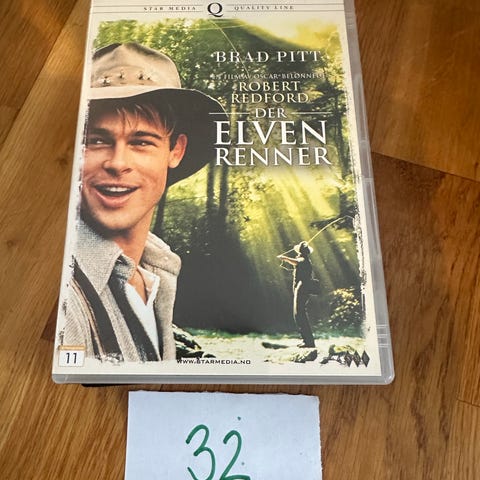 STAR MEDIA Q QUALITY LINE
BRAD PITT
EN FILM AV OSCAR-BELØNNEDE
ROBERT
REDFORD
DER
ELVEN
RENNER
11
WWW.STARMEDIA.NO
32